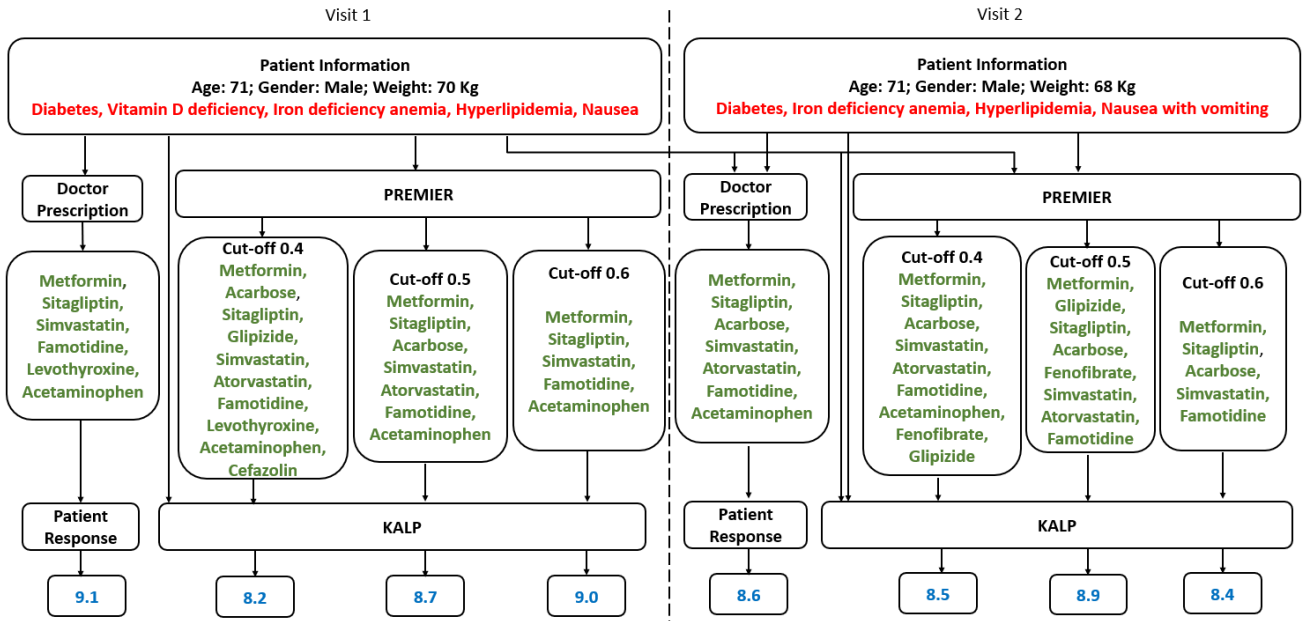 Visit 1
Patient Information
Age: 71; Gender: Male; Weight: 70 Kg
Diabetes, Vitamin D deficiency, Iron deficiency anemia, Hyperlipidemia, Nausea
Doctor
Prescription
PREMIER
Metformin,
Sitagliptin,
Simvastatin,
Famotidine,
Levothyroxine,
Acetaminophen
Cut-off 0.4
Metformin,
Acarbose,
Sitagliptin,
Glipizide,
Simvastatin,
Atorvastatin,
Famotidine,
Levothyroxine,
Acetaminophen,
Cefazolin
Cut-off 0.5
Metformin,
Sitagliptin,
Acarbose,
Simvastatin,
Atorvastatin,
Famotidine,
Acetaminophen
Cut-off 0.6
Metformin,
Sitagliptin,
Simvastatin,
Famotidine,
Acetaminophen
Patient
Response
KALP
9.1
8.2
8.7
9.0
Visit 2
Patient Information
Age: 71; Gender: Male; Weight: 68 Kg
Diabetes, Iron deficiency anemia, Hyperlipidemia, Nausea with vomiting
Doctor
Prescription
PREMIER
Metformin,
Sitagliptin,
Acarbose,
Simvastatin,
Atorvastatin,
Famotidine,
Acetaminophen
Cut-off 0.4
Metformin,
Sitagliptin,
Acarbose,
Simvastatin,
Atorvastatin,
Famotidine,
Acetaminophen,
Fenofibrate,
Glipizide
Cut-off 0.5
Metformin,
Glipizide,
Sitagliptin,
Acarbose,
Fenofibrate,
Simvastatin,
Atorvastatin,
Famotidine
Cut-off 0.6
Metformin,
Sitagliptin,
Acarbose,
Simvastatin,
Famotidine
Patient
Response
KALP
8.6
8.5
8.9
8.4